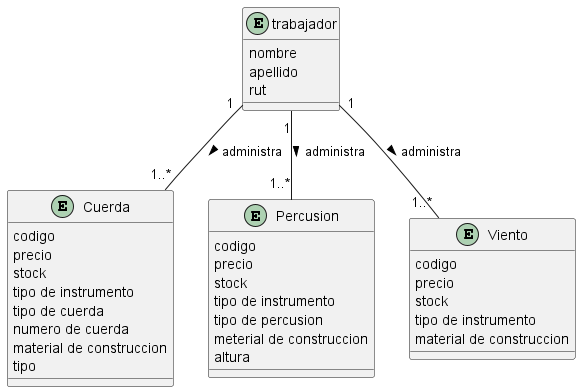 E trabajador
nombre
apellido
rut
1
1
1
administra
administra
administra
1..*
1..*
1..*
E Cuerda
codigo
precio
stock
tipo de instrumento
tipo de cuerda
numero de cuerda
material de construccion
tipo
E Percusion
codigo
precio
stock
tipo de instrumento
tipo de percusion
meterial de construccion
altura
E Viento
codigo
precio
stock
tipo de instrumento
material de construccion